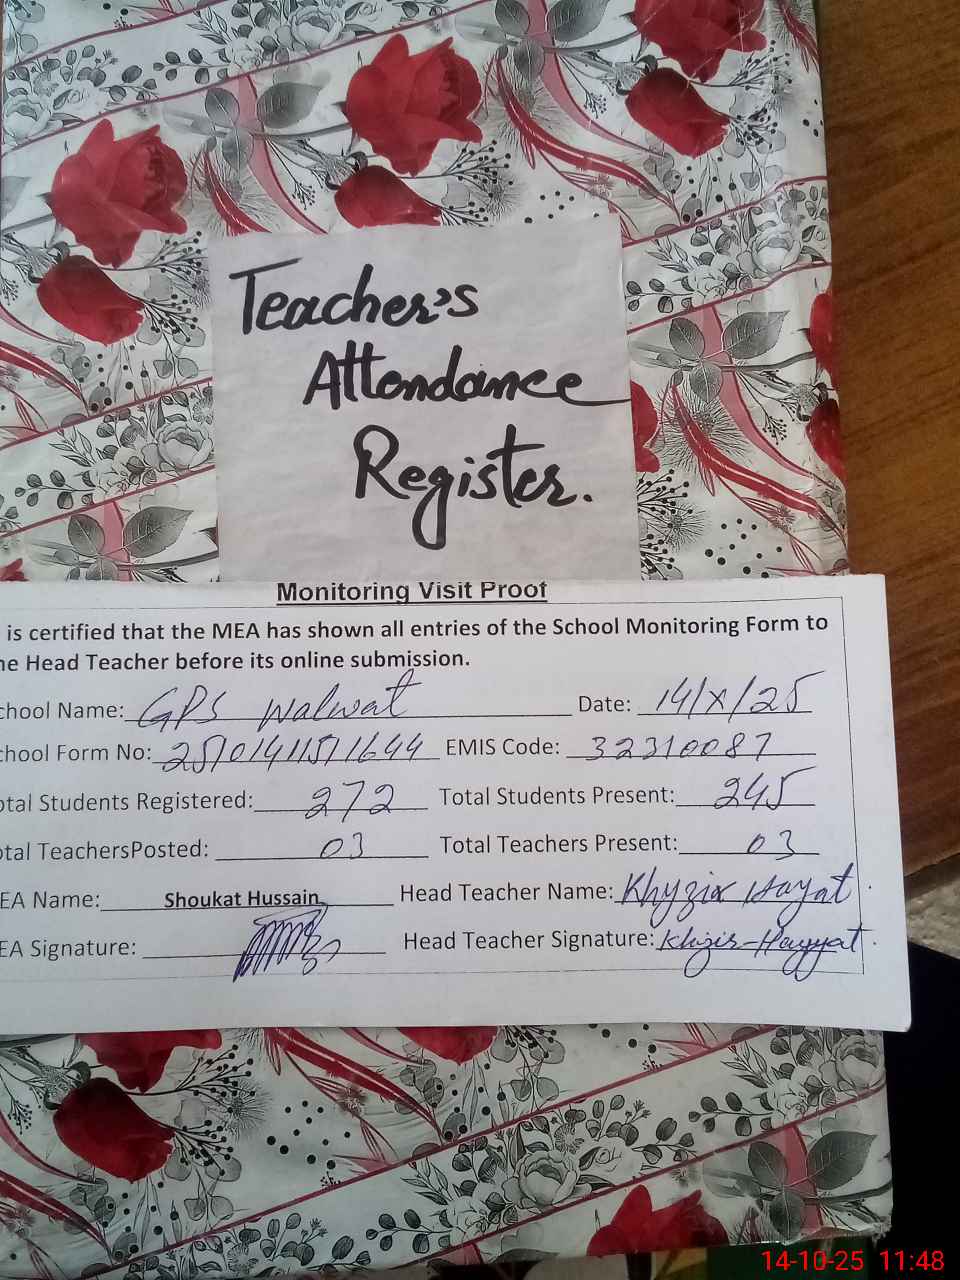 Teacher's
Attendance
Register.
Monitoring Visit Proof
is certified that the MEA has shown all entries of the School Monitoring Form to
he Head Teacher before its online submission.
chool Name: GPS Walwat Date: 14/X/25
chool Form No: EMIS Code: 32310087
otal Students Registered: 272 Total Students Present: 245
otal TeachersPosted: 03 Total Teachers Present: 03
EA Name: Shoukat Hussain Head Teacher Name: Hayat
EA Signature: Head Teacher Signature: Khizir Hayyat
14-10-25 11:48